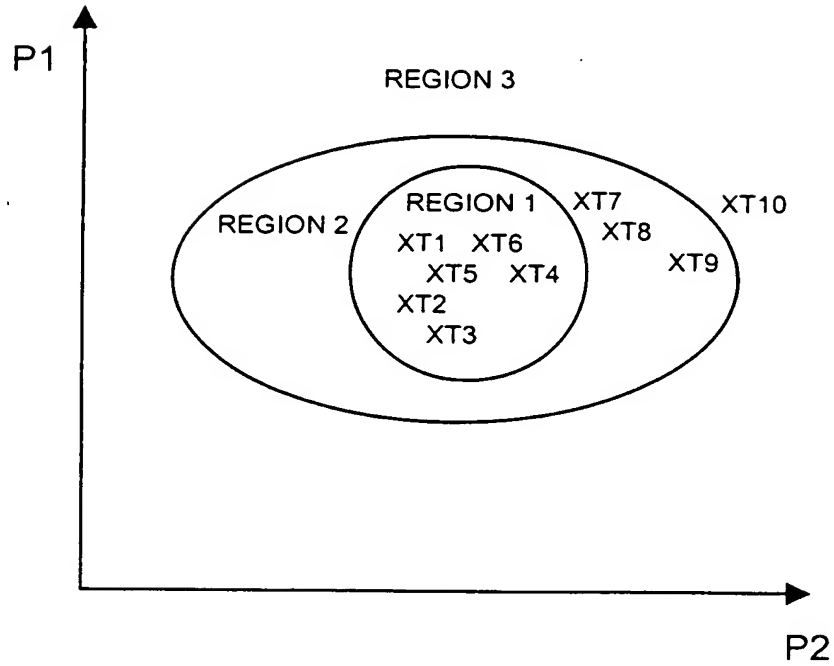 P1
REGION 3
REGION 1 XT7 XT10
REGION 2 XT8
XT1 XT6
XT5 XT4 XT9
XT2
XT3
P2